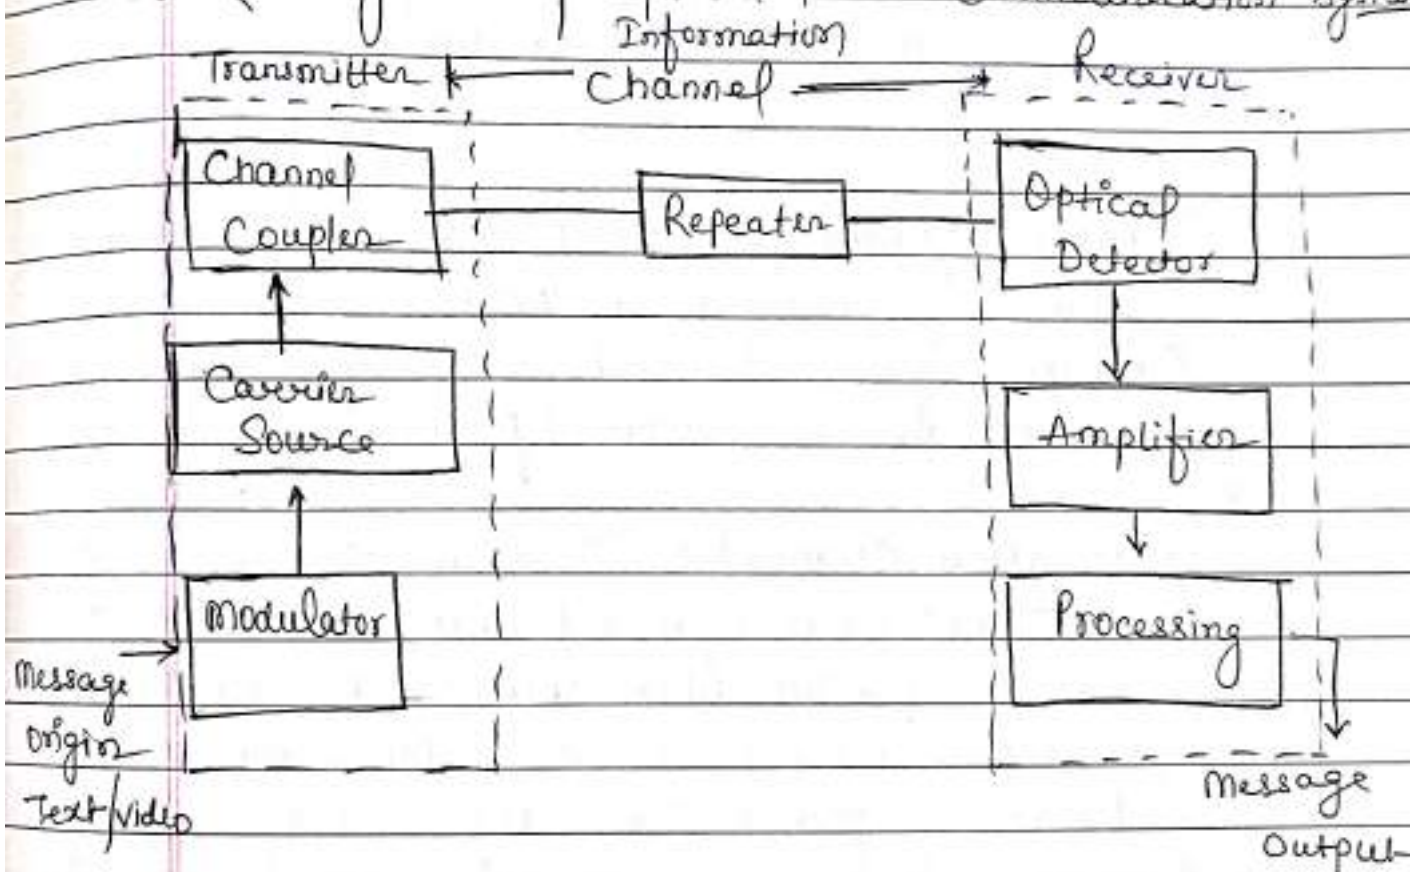 Information
Transmitter
Channel
Receiver
Channel
Coupler
Repeater
Optical
Detector
Carrier
Source
Amplifier
Modulator
Processing
Message
Origin
Text/video
Message
Output